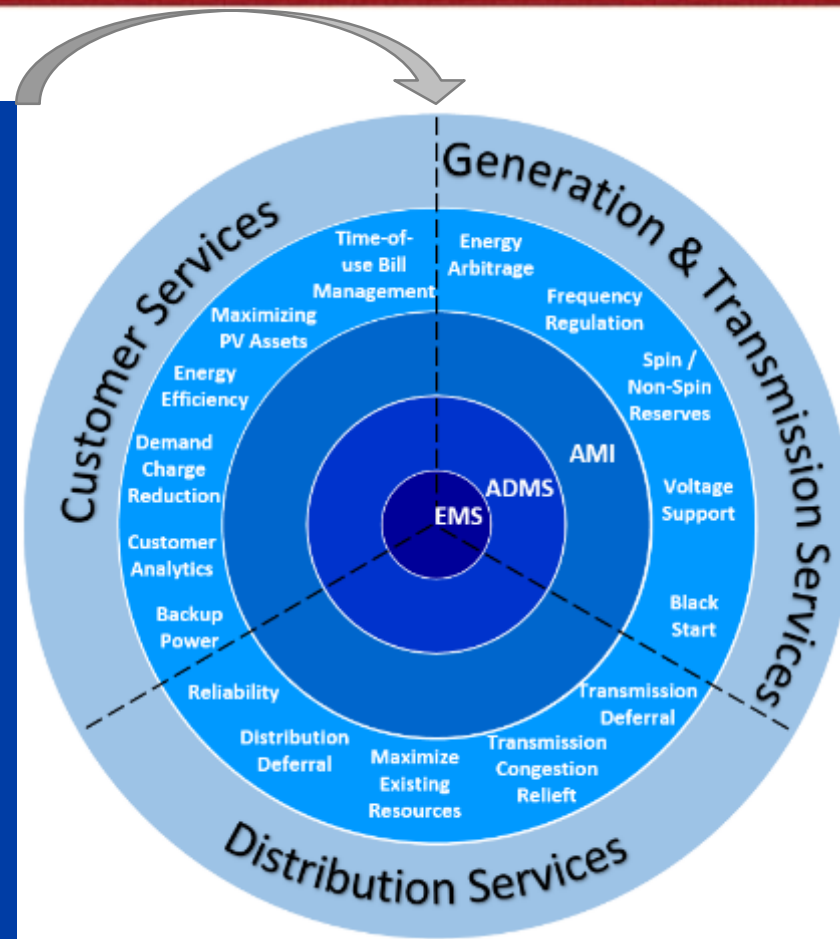 Customer Services
Generation & Transmission Services
Distribution Services
Time-of-
use Bill
Management
Energy
Arbitrage
Frequency
Regulation
Spin /
Non-Spin
Reserves
Voltage
Support
Black
Start
Transmission
Deferral
Transmission
Congestion
Relieft
Maximize
Existing
Resources
Distribution
Deferral
Reliability
Backup
Power
Customer
Analytics
Demand
Charge
Reduction
Energy
Efficiency
Maximizing
PV Assets
AMI
ADMS
EMS